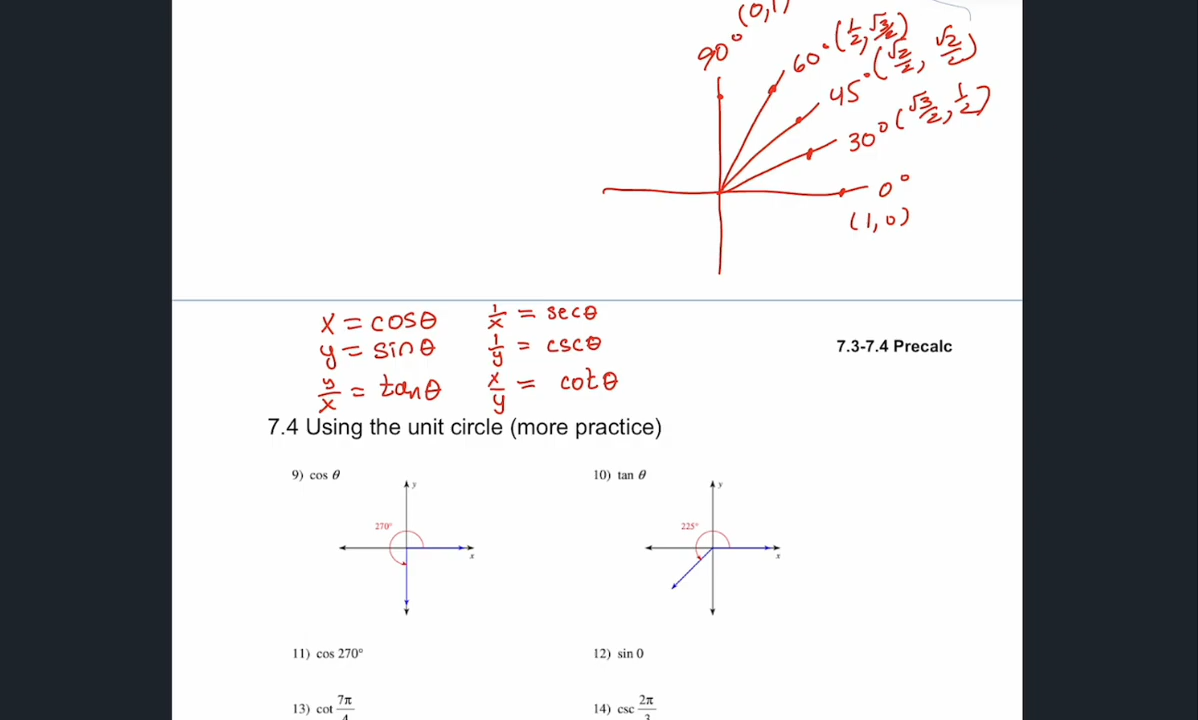 (0,1)
90°
60° (1/2, √3/2)
45° (√2/2, √2/2)
30° (√3/2, 1/2)
0°
(1,0)
x = cosθ 1/x = secθ
y = sinθ 1/y = cscθ
y/x = tanθ x/y = cotθ
7.3-7.4 Precalc
7.4 Using the unit circle (more practice)
9) cos θ 10) tan θ
y y
270° 225°
x x
11) cos 270° 12) sin 0
13) cot 7π/4 14) csc 2π/3